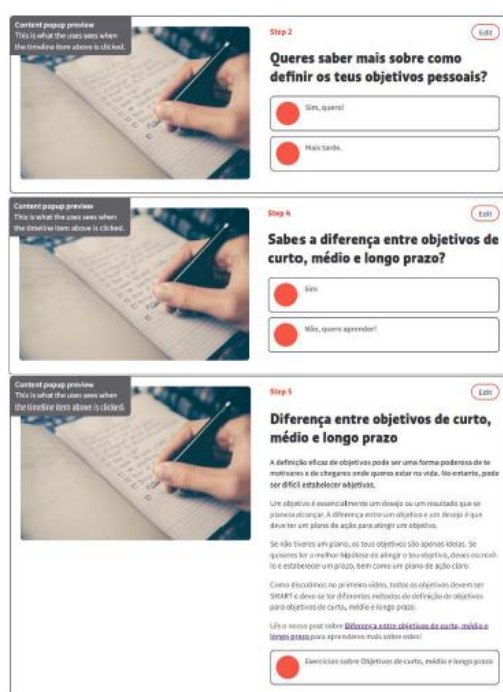 Content popup preview
This is what the uses sees when
the timeline item above is clicked.
Step 2
Edit
Queres saber mais sobre como
definir os teus objetivos pessoais?
Sim, quero!
Mais tarde.
Content popup preview
This is what the uses sees when
the timeline item above is clicked.
Step 4
Edit
Sabes a diferença entre objetivos de
curto, médio e longo prazo?
Sim
Não, quero aprender!
Content popup preview
This is what the uses sees when
the timeline item above is clicked.
Step 5
Edit
Diferença entre objetivos de curto,
médio e longo prazo
A definição eficaz de objetivos pode ser uma forma poderosa de te
motivares e de chegares onde queres estar na vida. No entanto, pode
ser difícil estabelecer objetivos.
Um objetivo é essencialmente um desejo ou um resultado que se
planeia alcançar. A diferença entre um objetivo e um desejo é que
deve ter um plano de ação para atingir um objetivo.
Se não tiveres um plano, os teus objetivos são apenas ideias. Se
quiseres ter a melhor hipótese de atingir o teu objetivo, deves escrevê-
lo e estabelecer um prazo, bem como um plano de ação claro.
Como discutimos no primeiro vídeo, todos os objetivos devem ser
SMART e deve-se ter diferentes métodos de definição de objetivos
para objetivos de curto, médio e longo prazo.
Lês o nosso post sobre Diferença entre objetivos de curto, médio e
longo prazo para aprenderes mais sobre estes!
Exercícios sobre Objetivos de curto, médio e longo prazo